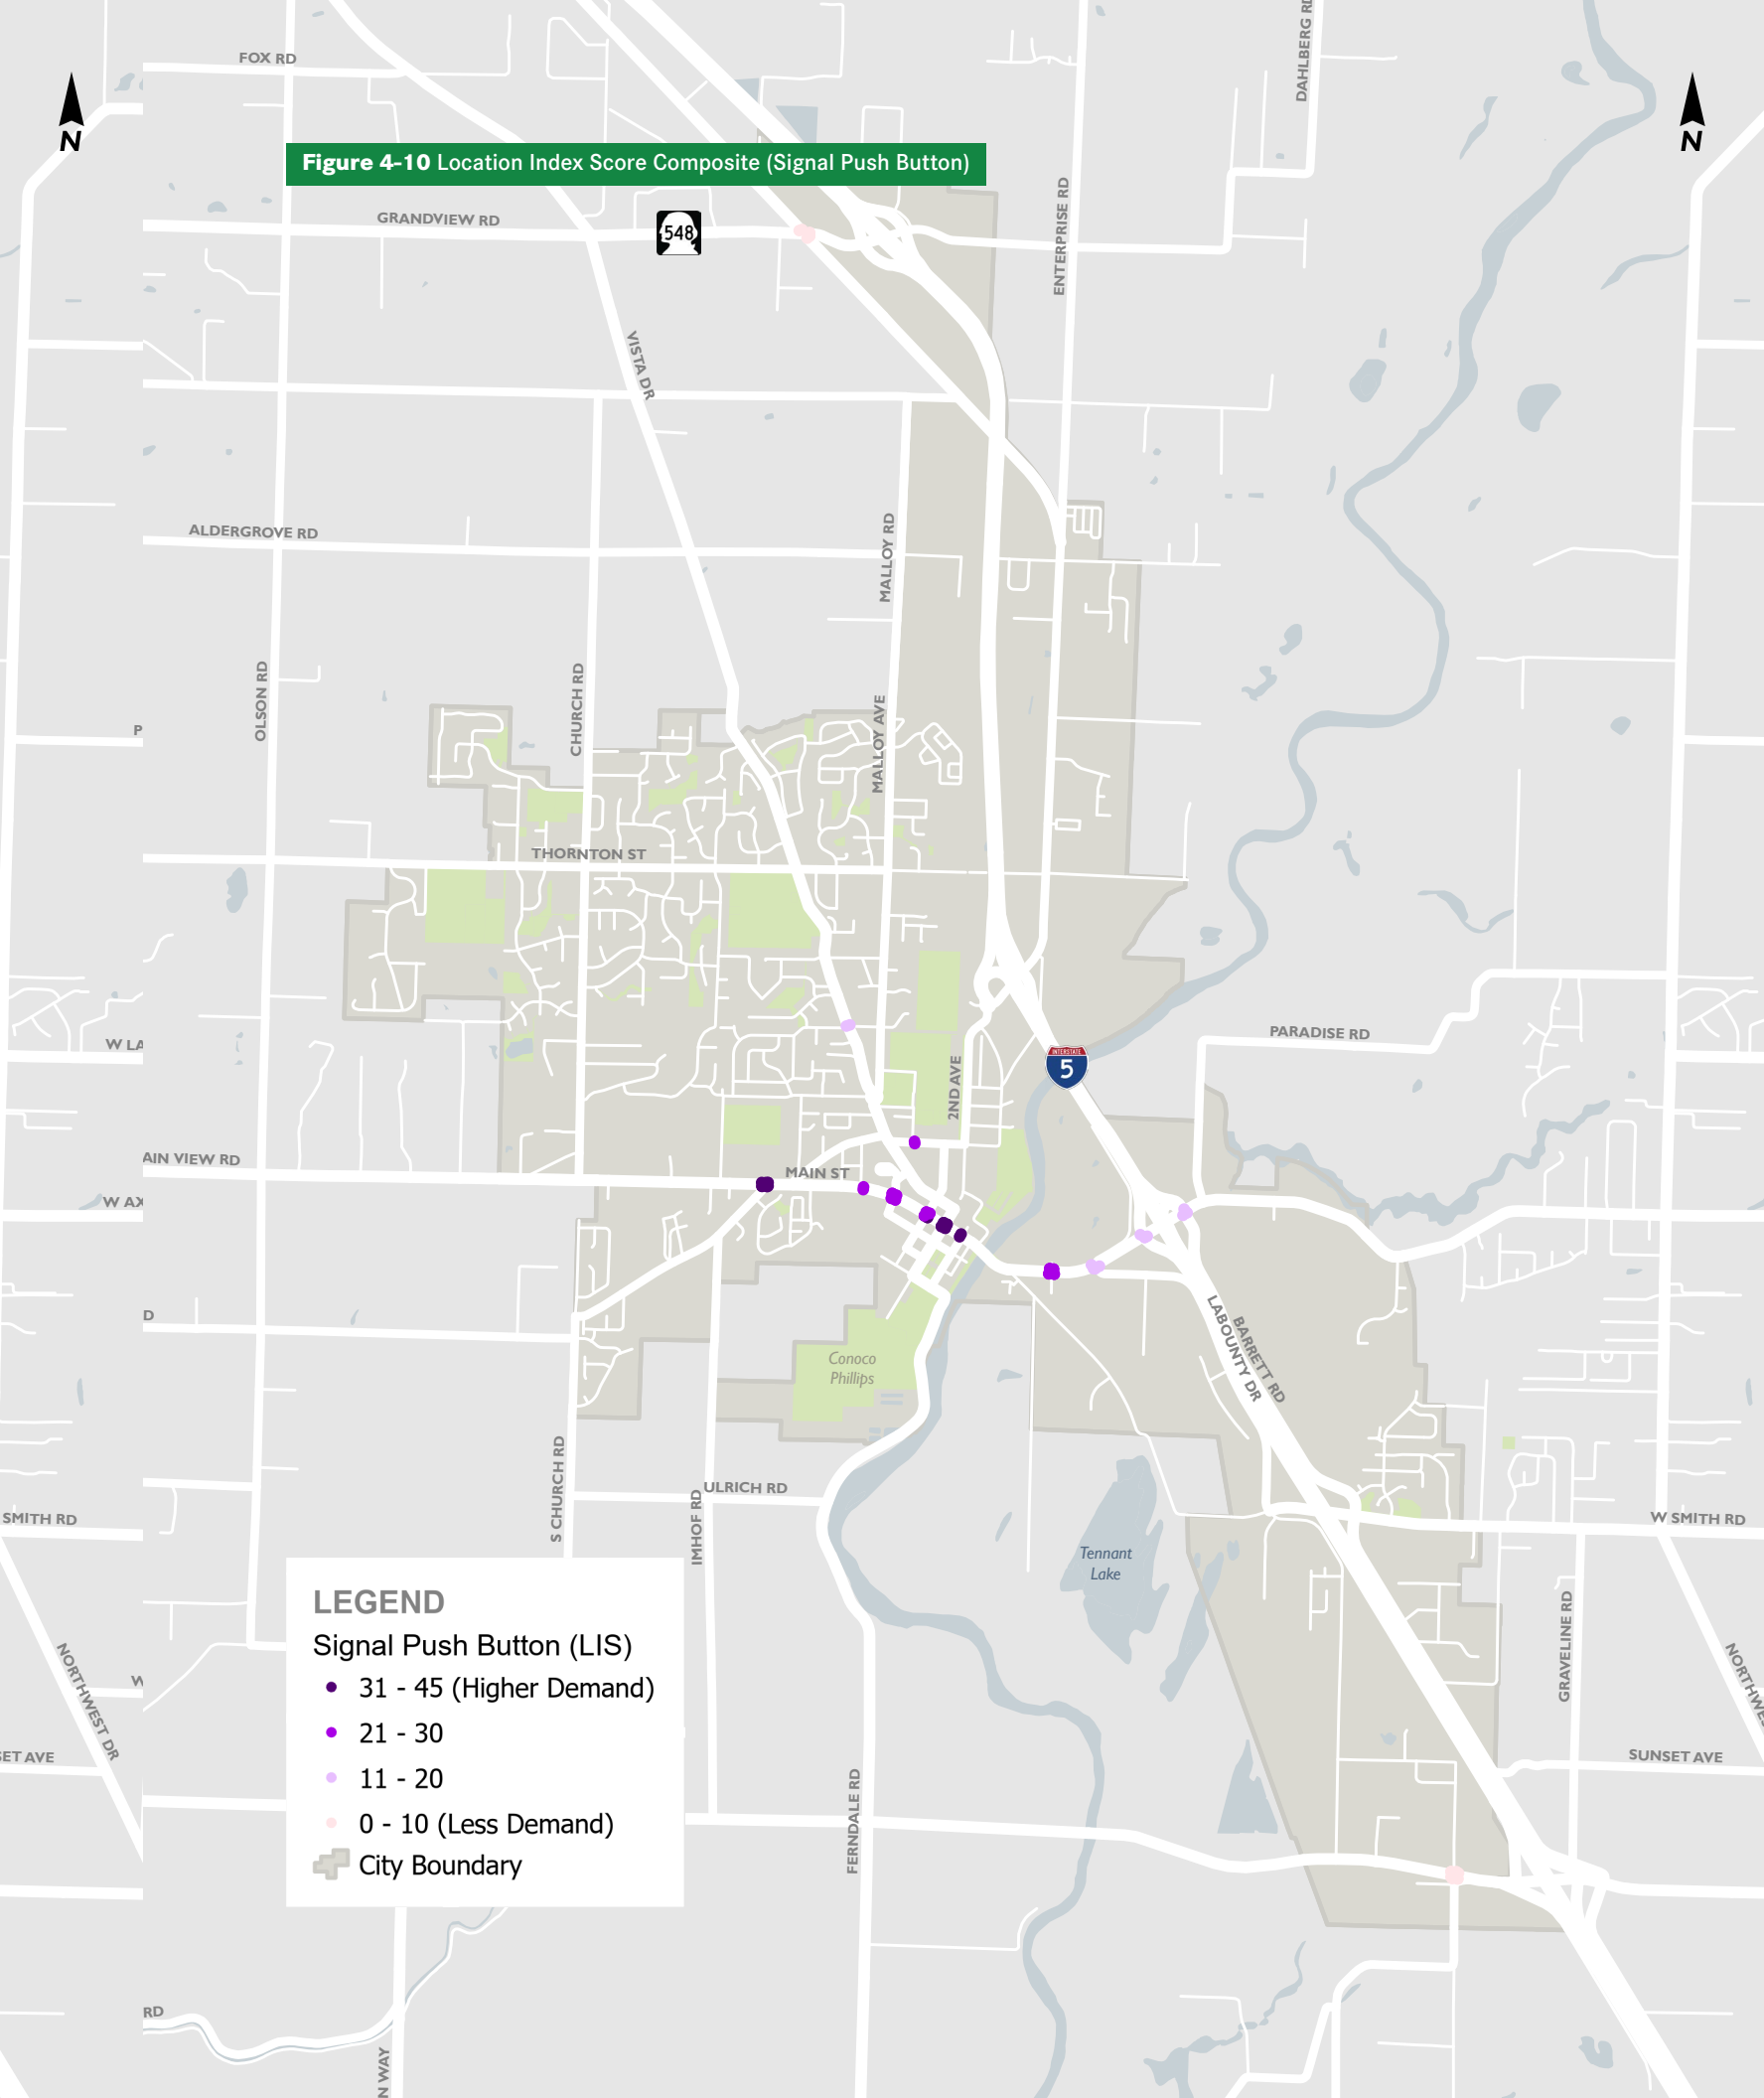 FOX RD
DAHLBERG RD
N
N
Figure 4-10 Location Index Score Composite (Signal Push Button)
GRANDVIEW RD
548
ENTERPRISE RD
VISTA DR
ALDERGROVE RD
MALLOY RD
OLSON RD
CHURCH RD
MALLOY AVE
P
THORNTON ST
PARADISE RD
W LA
INTERSTATE
5
2ND AVE
AIN VIEW RD
MAIN ST
W AX
D
BARRETT RD
LABOUNTY DR
Conoco
Phillips
S CHURCH RD
IMHOF RD
ULRICH RD
SMITH RD
W SMITH RD
Tennant
Lake
LEGEND
Signal Push Button (LIS)
31 - 45 (Higher Demand)
21 - 30
11 - 20
0 - 10 (Less Demand)
City Boundary
NORTHWEST DR
W
GRAVELINE RD
NORTHWES
SET AVE
SUNSET AVE
FERNDALE RD
RD
N WAY